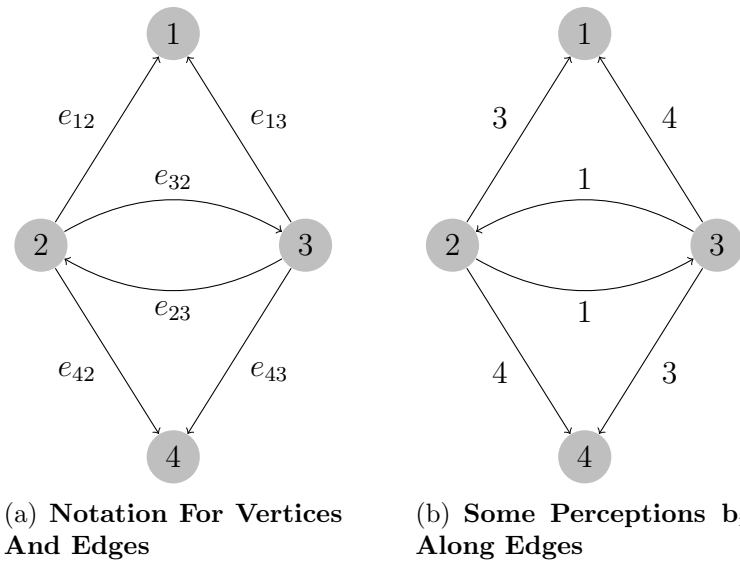 1
1
e₁₂
e₁₃
3
4
e₃₂
1
2
3
2
3
e₂₃
1
e₄₂
e₄₃
4
3
4
4
(a) Notation For Vertices
And Edges
(b) Some Perceptions
Along Edges